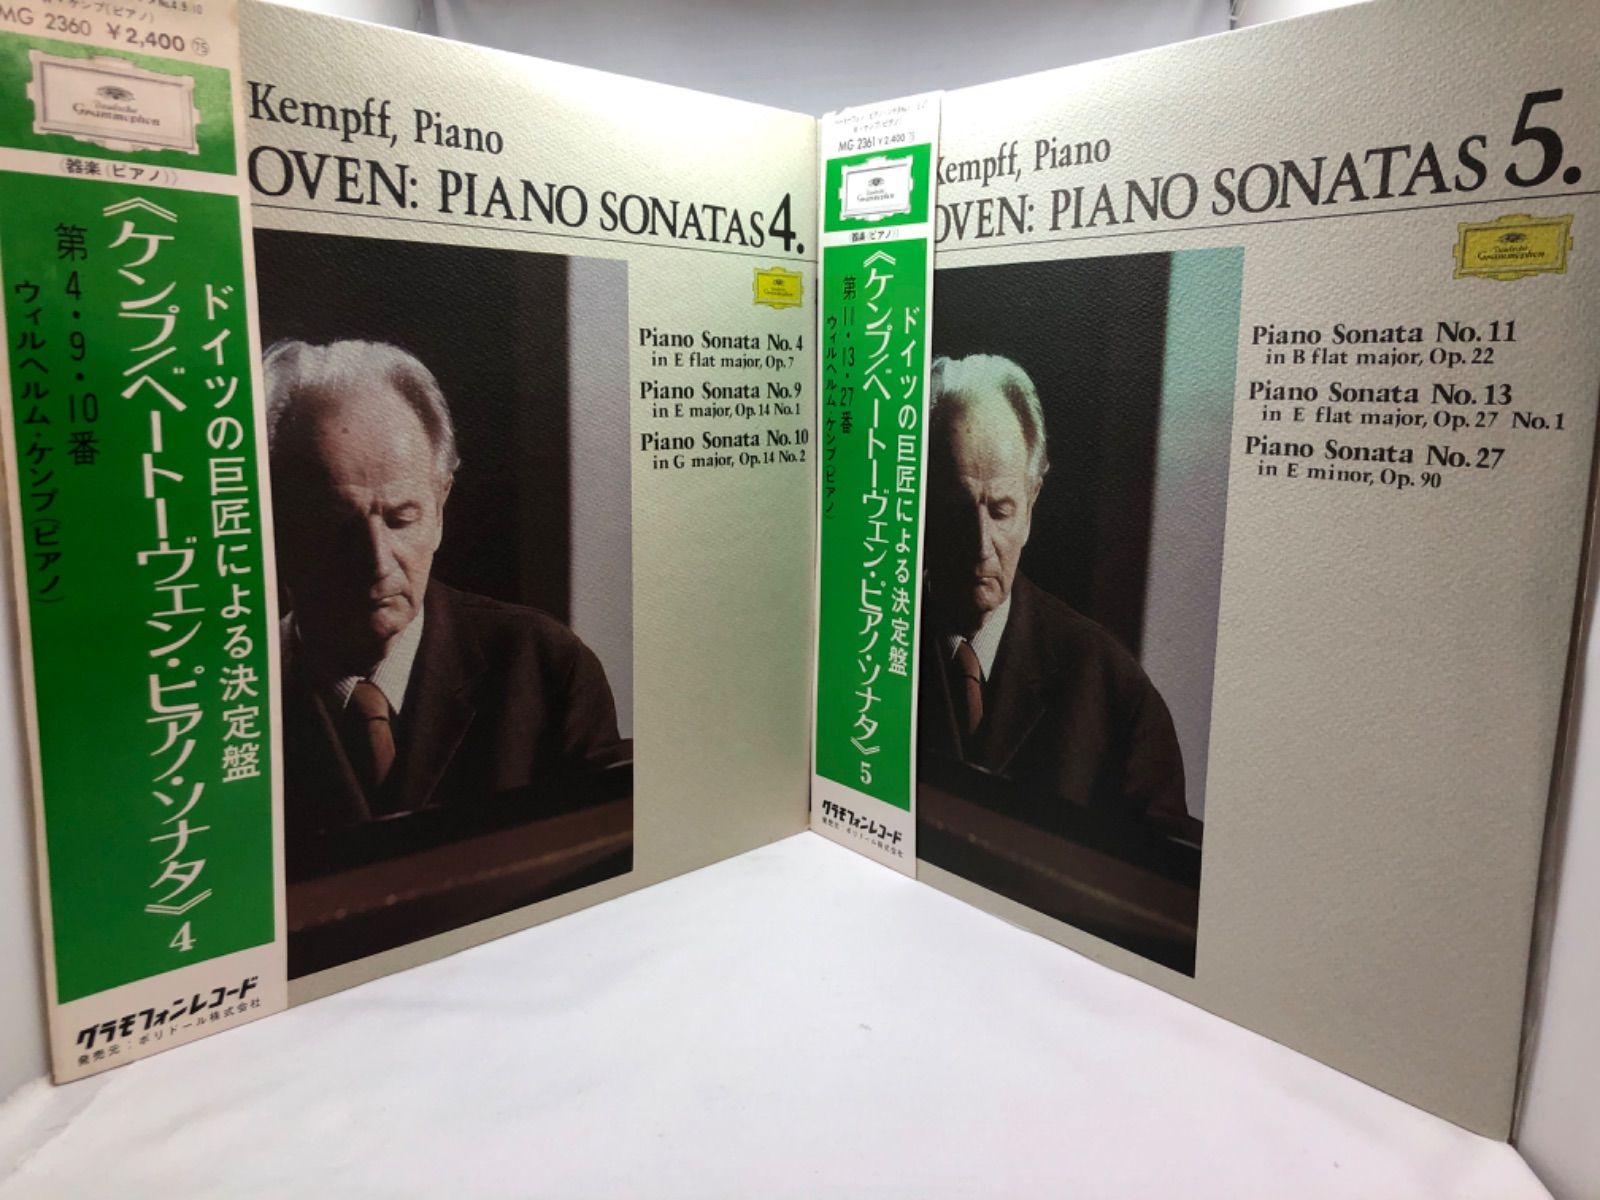 MG 2360 ¥2,400 75
Deutsche
Grammophon
〈器楽(ピアノ)〉
ドイツの巨匠による決定盤
《ケンプ/ベートーヴェン・ピアノ・ソナタ》4
第4・9・10番
ウィルヘルム・ケンプ(ピアノ)
グラモフォンレコード
発売元:ポリドール株式会社
Kempff, Piano
OVEN: PIANO SONATAS 4.
Deutsche
Grammophon
Piano Sonata No. 4
in E flat major, Op. 7
Piano Sonata No. 9
in E major, Op. 14 No. 1
Piano Sonata No. 10
in G major, Op. 14 No. 2
MG 2361 ¥2,400 75
Deutsche
Grammophon
〈器楽(ピアノ)〉
ドイツの巨匠による決定盤
《ケンプ/ベートーヴェン・ピアノ・ソナタ》5
第11・13・27番
ウィルヘルム・ケンプ(ピアノ)
グラモフォンレコード
発売元:ポリドール株式会社
Kempff, Piano
OVEN: PIANO SONATAS 5.
Deutsche
Grammophon
Piano Sonata No. 11
in B flat major, Op. 22
Piano Sonata No. 13
in E flat major, Op. 27 No. 1
Piano Sonata No. 27
in E minor, Op. 90